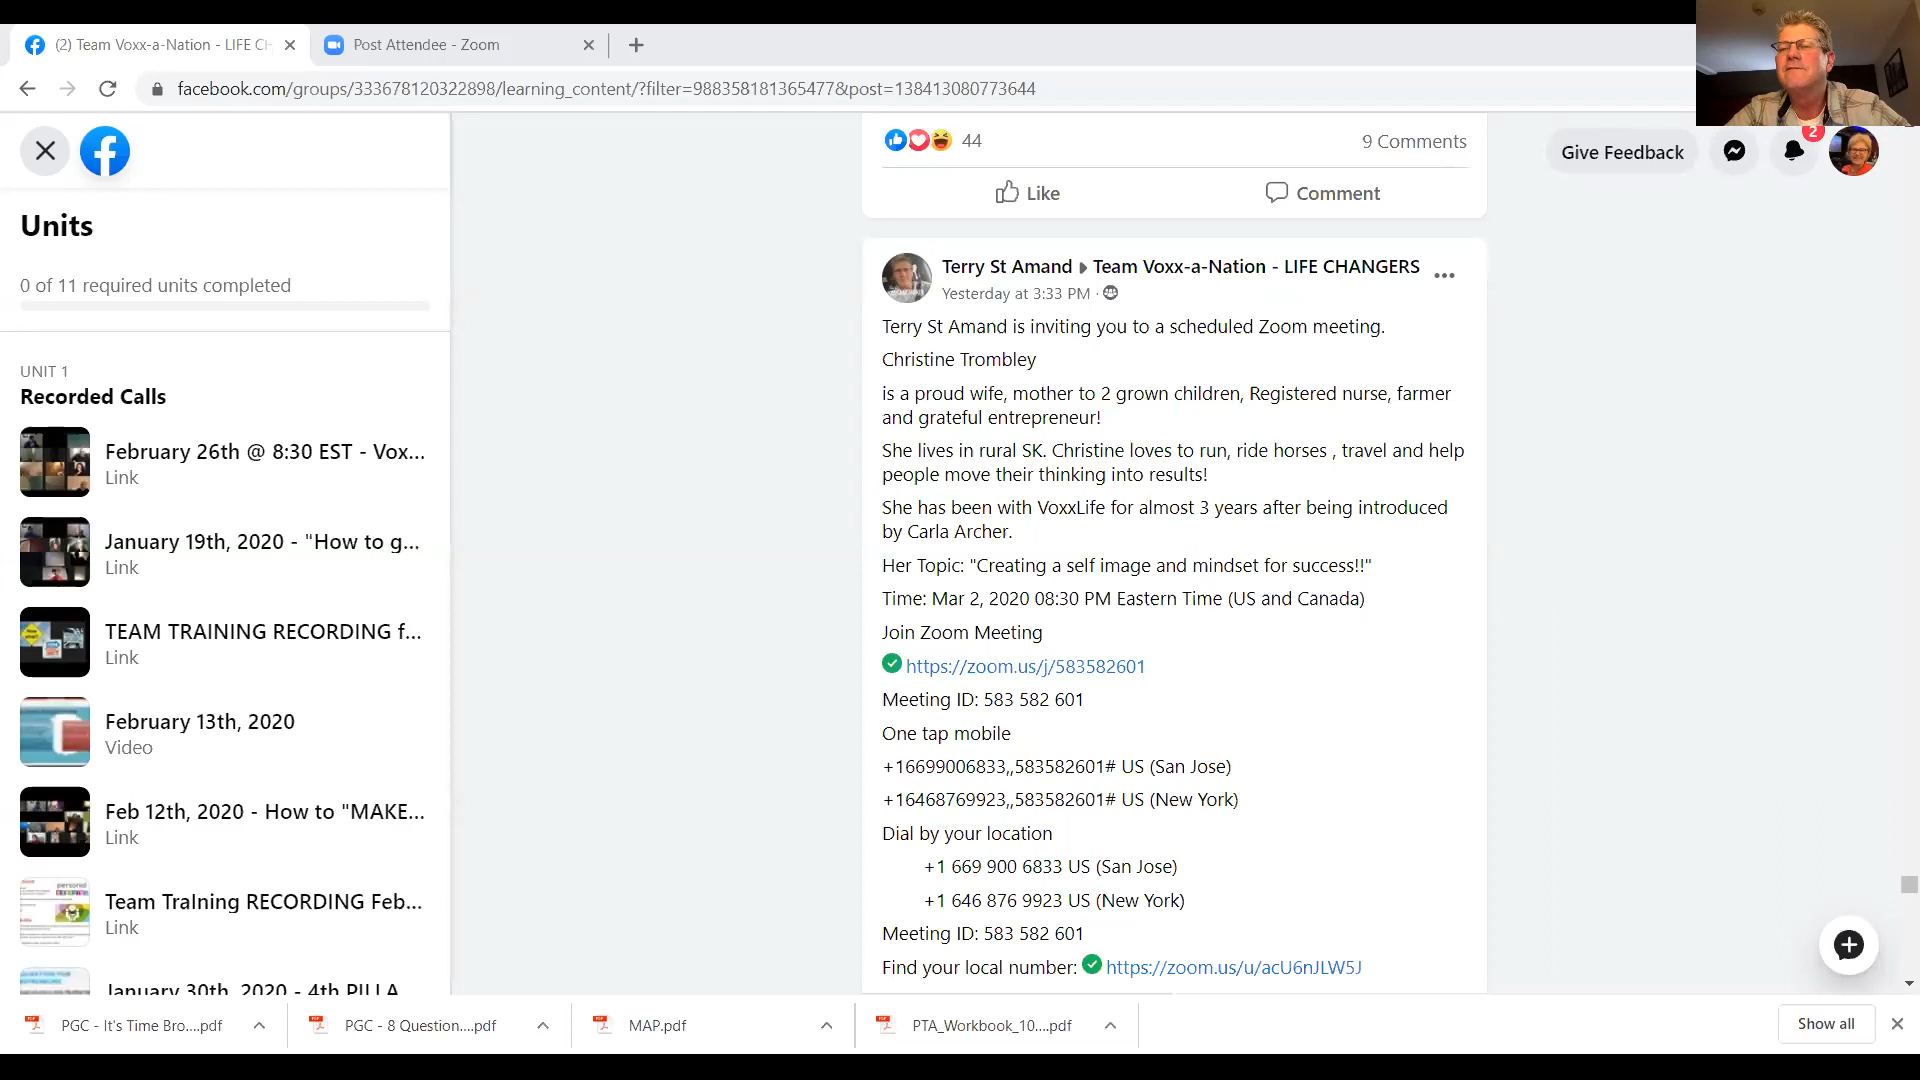 (2) Team Voxx-a-Nation - LIFE CH
Post Attendee - Zoom
facebook.com/groups/333678120322898/learning_content/?filter=988358181365477&post=138413080773644
Units
0 of 11 required units completed
UNIT 1
Recorded Calls
February 26th @ 8:30 EST - Vox...
Link
January 19th, 2020 - "How to g...
Link
TEAM TRAINING RECORDING f...
Link
February 13th, 2020
Video
Feb 12th, 2020 - How to "MAKE...
Link
Team TraIning RECORDING Feb...
Link
January 30th, 2020 - 4th PILLA
44
9 Comments
Like
Comment
Give Feedback
2
Terry St Amand ▸ Team Voxx-a-Nation - LIFE CHANGERS
Yesterday at 3:33 PM ·
Terry St Amand is inviting you to a scheduled Zoom meeting.
Christine Trombley
is a proud wife, mother to 2 grown children, Registered nurse, farmer
and grateful entrepreneur!
She lives in rural SK. Christine loves to run, ride horses , travel and help
people move their thinking into results!
She has been with VoxxLife for almost 3 years after being introduced
by Carla Archer.
Her Topic: "Creating a self image and mindset for success!!"
Time: Mar 2, 2020 08:30 PM Eastern Time (US and Canada)
Join Zoom Meeting
https://zoom.us/j/583582601
Meeting ID: 583 582 601
One tap mobile
+16699006833,,583582601# US (San Jose)
+16468769923,,583582601# US (New York)
Dial by your location
+1 669 900 6833 US (San Jose)
+1 646 876 9923 US (New York)
Meeting ID: 583 582 601
Find your local number: https://zoom.us/u/acU6nJLW5J
PGC - It's Time Bro....pdf
PGC - 8 Question....pdf
MAP.pdf
PTA_Workbook_10....pdf
Show all